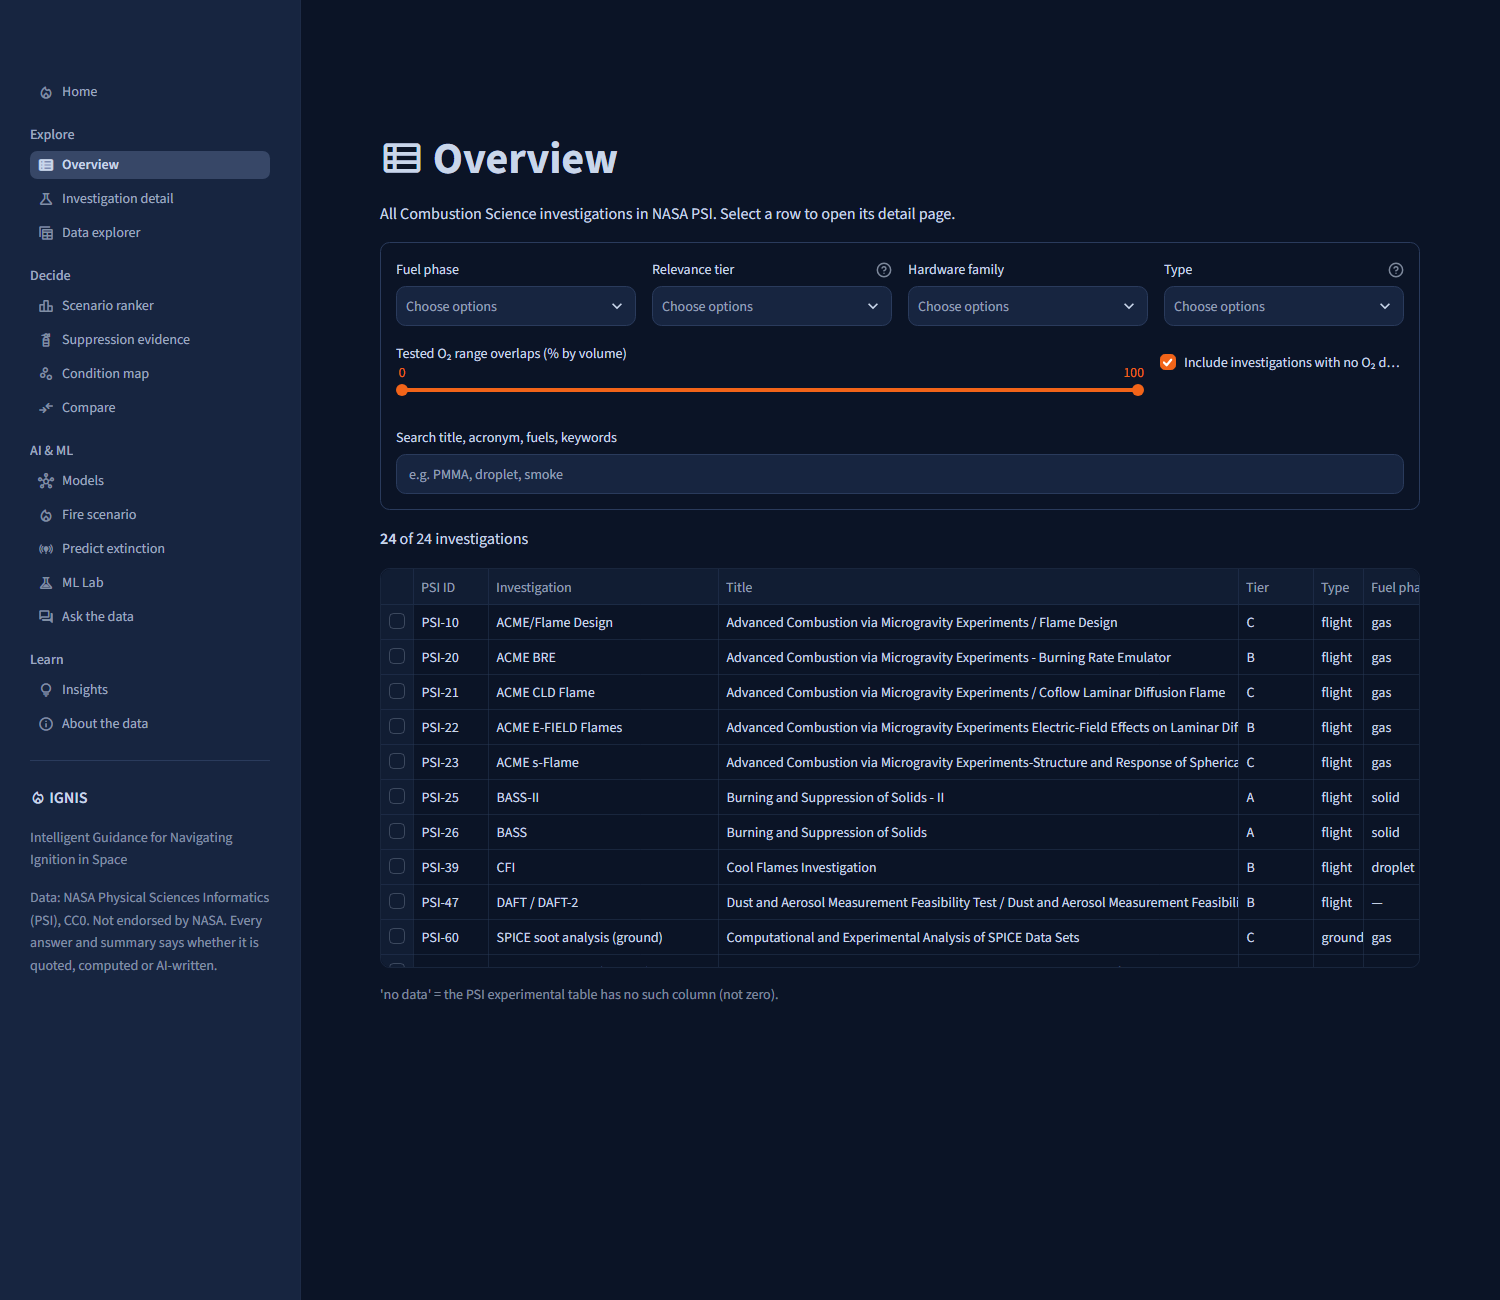 Home
Explore
Overview
Investigation detail
Data explorer
Decide
Scenario ranker
Suppression evidence
Condition map
Compare
AI & ML
Models
Fire scenario
Predict extinction
ML Lab
Ask the data
Learn
Insights
About the data
IGNIS
Intelligent Guidance for Navigating
Ignition in Space
Data: NASA Physical Sciences Informatics
(PSI), CC0. Not endorsed by NASA. Every
answer and summary says whether it is
quoted, computed or AI-written.
Overview
All Combustion Science investigations in NASA PSI. Select a row to open its detail page.
Fuel phase Relevance tier Hardware family Type
Choose options Choose options Choose options Choose options
Tested O₂ range overlaps (% by volume)
0 100
Include investigations with no O₂ d…
Search title, acronym, fuels, keywords
e.g. PMMA, droplet, smoke
24 of 24 investigations
PSI ID Investigation Title Tier Type Fuel pha
PSI-10 ACME/Flame Design Advanced Combustion via Microgravity Experiments / Flame Design C flight gas
PSI-20 ACME BRE Advanced Combustion via Microgravity Experiments - Burning Rate Emulator B flight gas
PSI-21 ACME CLD Flame Advanced Combustion via Microgravity Experiments / Coflow Laminar Diffusion Flame C flight gas
PSI-22 ACME E-FIELD Flames Advanced Combustion via Microgravity Experiments Electric-Field Effects on Laminar Dif B flight gas
PSI-23 ACME s-Flame Advanced Combustion via Microgravity Experiments-Structure and Response of Spherica C flight gas
PSI-25 BASS-II Burning and Suppression of Solids - II A flight solid
PSI-26 BASS Burning and Suppression of Solids A flight solid
PSI-39 CFI Cool Flames Investigation B flight droplet
PSI-47 DAFT / DAFT-2 Dust and Aerosol Measurement Feasibility Test / Dust and Aerosol Measurement Feasibili B flight —
PSI-60 SPICE soot analysis (ground) Computational and Experimental Analysis of SPICE Data Sets C ground gas
'no data' = the PSI experimental table has no such column (not zero).